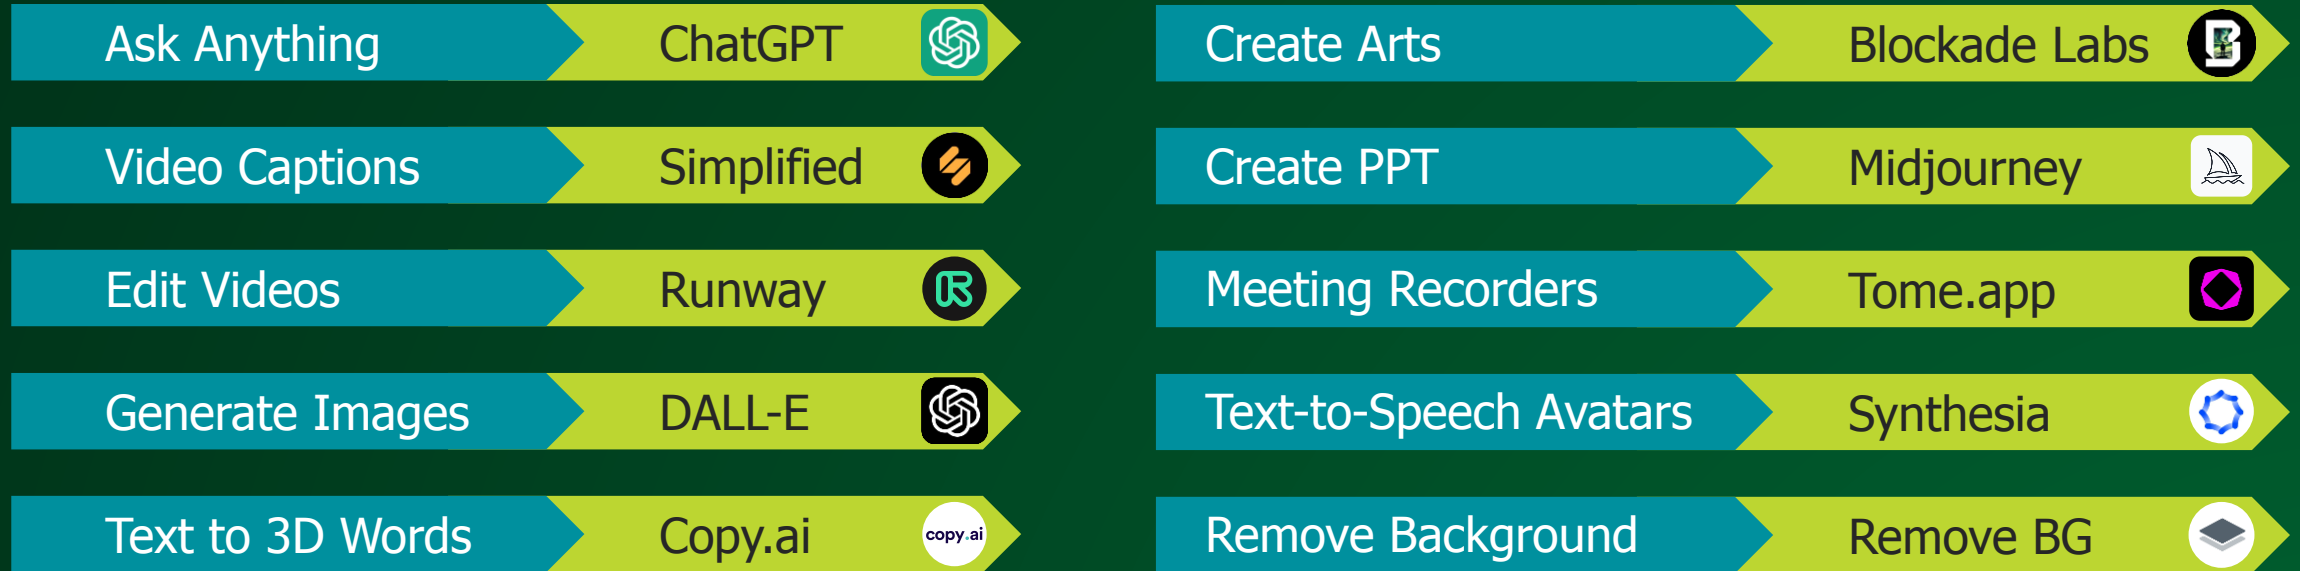 Ask Anything ChatGPT
Video Captions Simplified
Edit Videos Runway
Generate Images DALL-E
Text to 3D Words Copy.ai copy.ai
Create Arts Blockade Labs
Create PPT Midjourney
Meeting Recorders Tome.app
Text-to-Speech Avatars Synthesia
Remove Background Remove BG